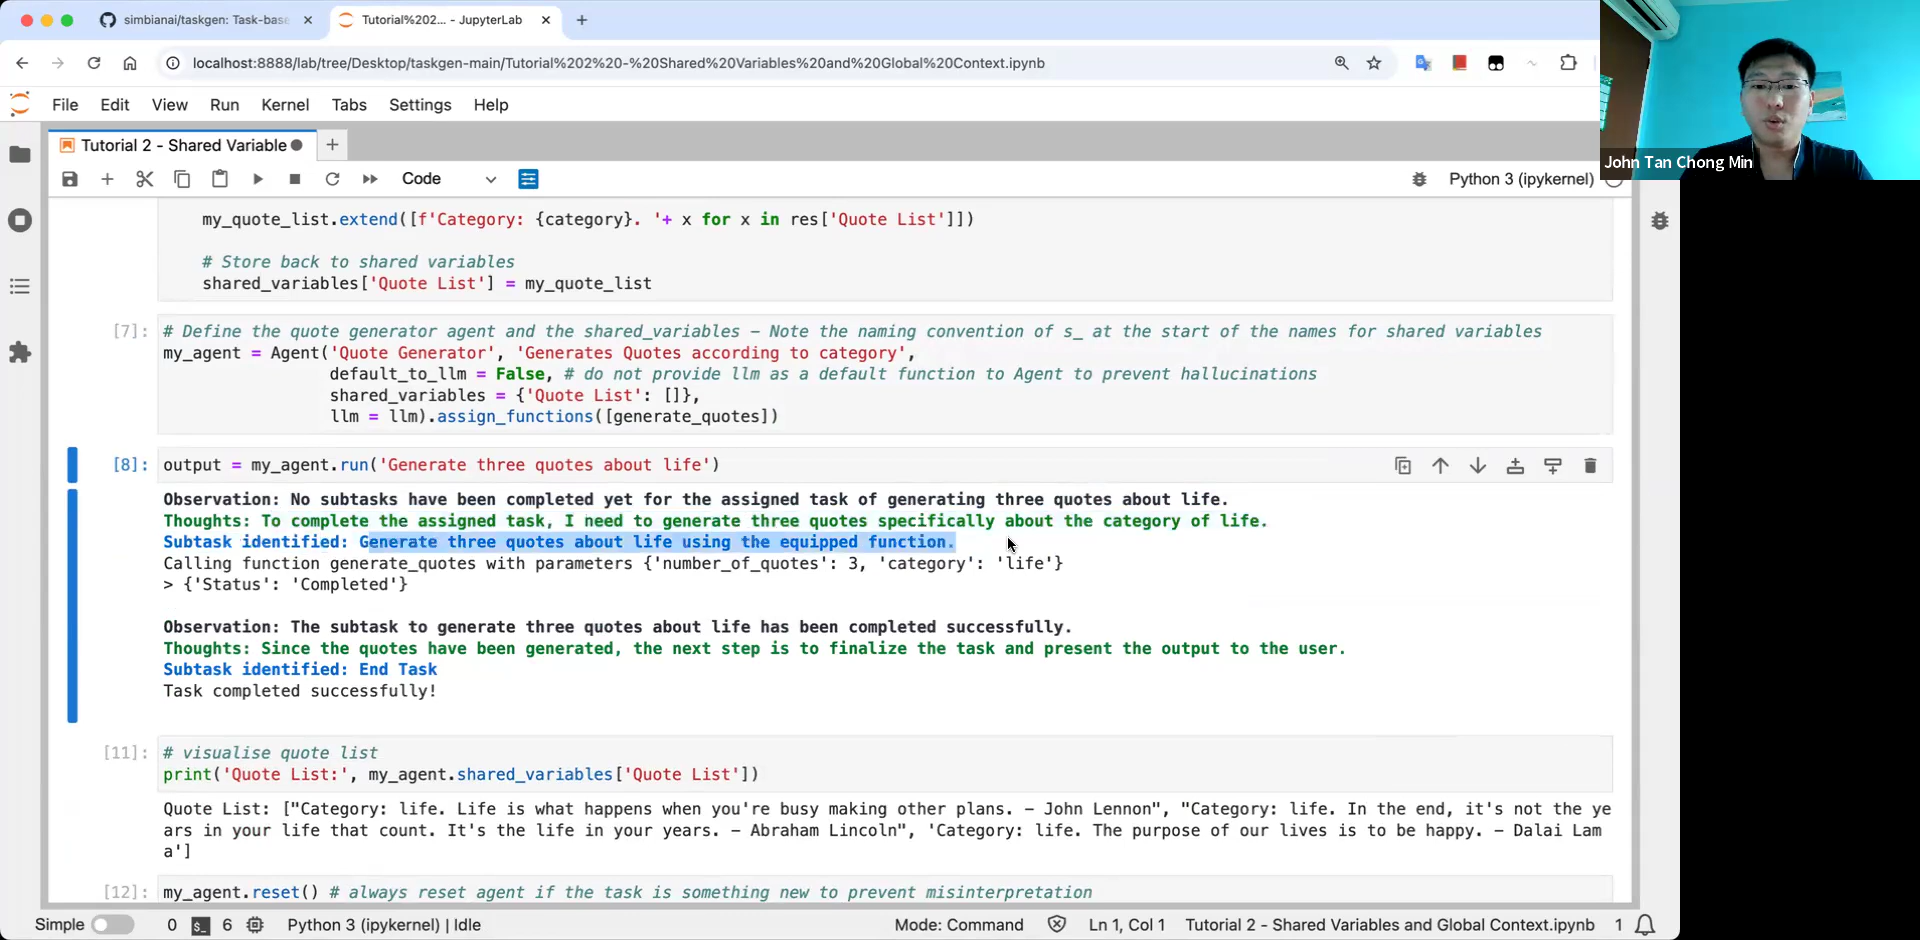 simbianai/taskgen: Task-base
Tutorial%202... - JupyterLab
localhost:8888/lab/tree/Desktop/taskgen-main/Tutorial%202%20-%20Shared%20Variables%20and%20Global%20Context.ipynb
File Edit View Run Kernel Tabs Settings Help
John Tan Chong Min
Tutorial 2 - Shared Variable
Code
Python 3 (ipykernel)
my_quote_list.extend([f'Category: {category}. '+ x for x in res['Quote List']])
# Store back to shared variables
shared_variables['Quote List'] = my_quote_list
[7]: # Define the quote generator agent and the shared_variables – Note the naming convention of s_ at the start of the names for shared variables
my_agent = Agent('Quote Generator', 'Generates Quotes according to category',
default_to_llm = False, # do not provide llm as a default function to Agent to prevent hallucinations
shared_variables = {'Quote List': []},
llm = llm).assign_functions([generate_quotes])
[8]: output = my_agent.run('Generate three quotes about life')
Observation: No subtasks have been completed yet for the assigned task of generating three quotes about life.
Thoughts: To complete the assigned task, I need to generate three quotes specifically about the category of life.
Subtask identified: Generate three quotes about life using the equipped function.
Calling function generate_quotes with parameters {'number_of_quotes': 3, 'category': 'life'}
> {'Status': 'Completed'}
Observation: The subtask to generate three quotes about life has been completed successfully.
Thoughts: Since the quotes have been generated, the next step is to finalize the task and present the output to the user.
Subtask identified: End Task
Task completed successfully!
[11]: # visualise quote list
print('Quote List:', my_agent.shared_variables['Quote List'])
Quote List: ["Category: life. Life is what happens when you're busy making other plans. – John Lennon", "Category: life. In the end, it's not the ye
ars in your life that count. It's the life in your years. – Abraham Lincoln", 'Category: life. The purpose of our lives is to be happy. – Dalai Lam
a']
[12]: my_agent.reset() # always reset agent if the task is something new to prevent misinterpretation
Simple 0 6 Python 3 (ipykernel) | Idle Mode: Command Ln 1, Col 1 Tutorial 2 - Shared Variables and Global Context.ipynb 1